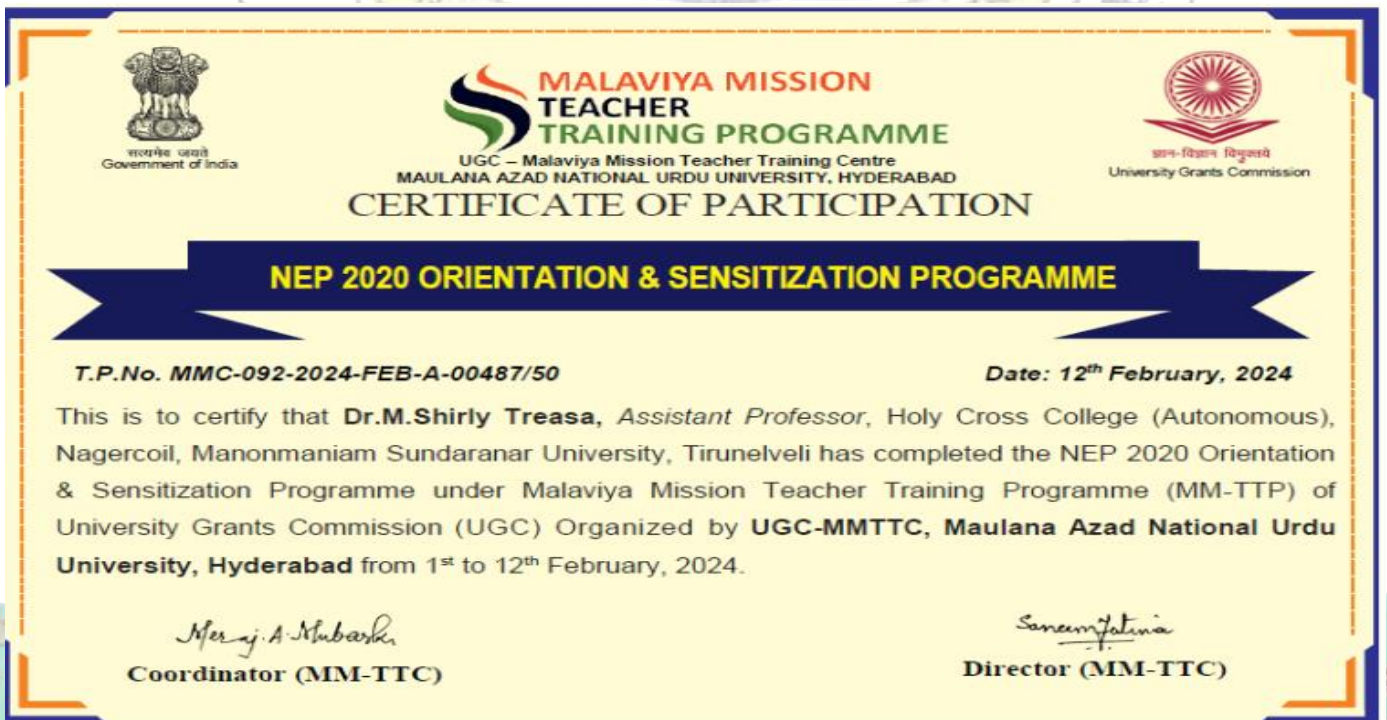 सत्यमेव जयते
Government of India
MALAVIYA MISSION
TEACHER
TRAINING PROGRAMME
UGC – Malaviya Mission Teacher Training Centre
MAULANA AZAD NATIONAL URDU UNIVERSITY, HYDERABAD
ज्ञान-विज्ञान विमुक्तये
University Grants Commission
CERTIFICATE OF PARTICIPATION
NEP 2020 ORIENTATION & SENSITIZATION PROGRAMME
T.P.No. MMC-092-2024-FEB-A-00487/50
Date: 12th February, 2024
This is to certify that Dr.M.Shirly Treasa, Assistant Professor, Holy Cross College (Autonomous),
Nagercoil, Manonmaniam Sundaranar University, Tirunelveli has completed the NEP 2020 Orientation
& Sensitization Programme under Malaviya Mission Teacher Training Programme (MM-TTP) of
University Grants Commission (UGC) Organized by UGC-MMTTC, Maulana Azad National Urdu
University, Hyderabad from 1st to 12th February, 2024.
Meraj. A. Mubarki
Coordinator (MM-TTC)
Saneem Fatima
Director (MM-TTC)